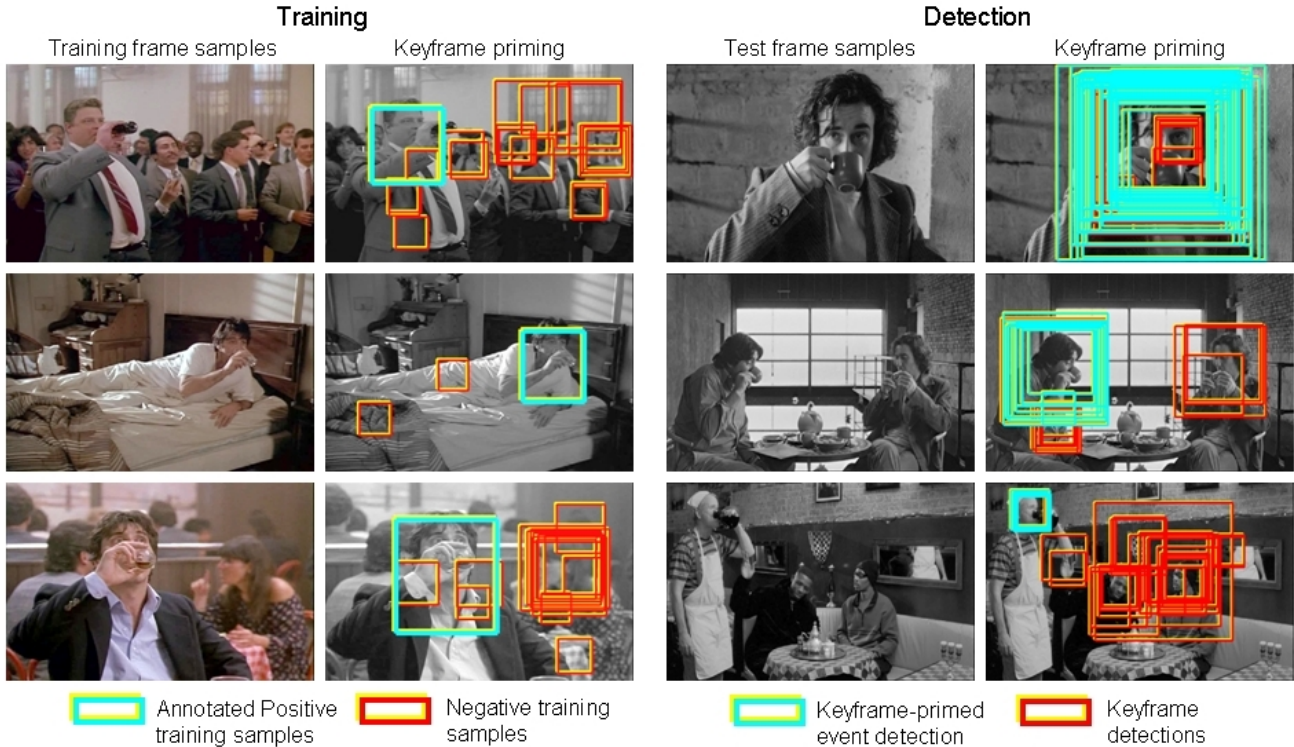 Training
Detection
Training frame samples
Keyframe priming
Test frame samples
Keyframe priming
Annotated Positive
training samples
Negative training
samples
Keyframe-primed
event detection
Keyframe
detections